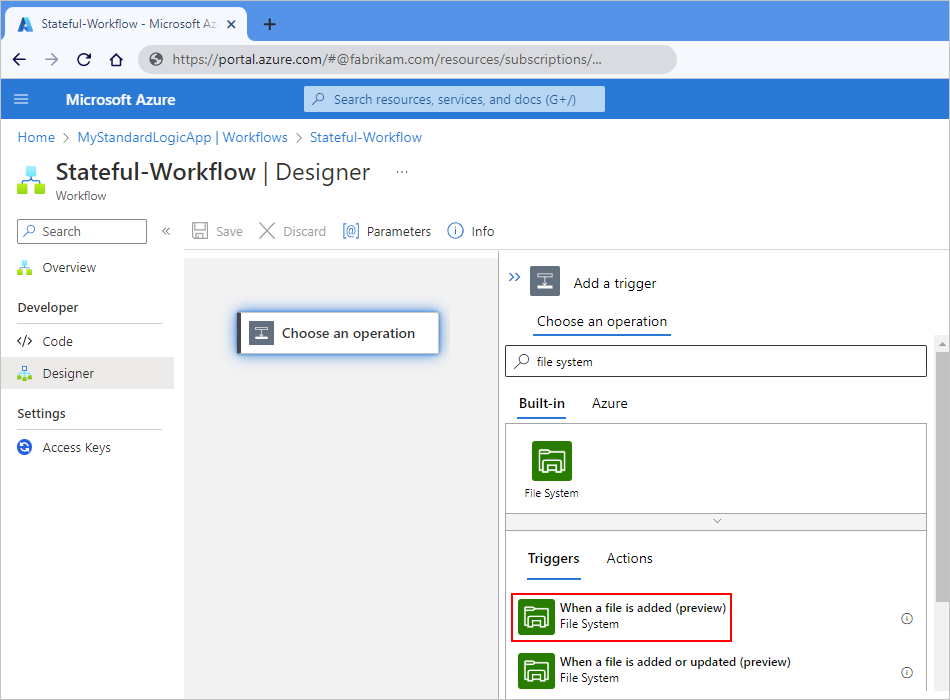 Stateful-Workflow - Microsoft Az
https://portal.azure.com/#@fabrikam.com/resources/subscriptions/...
Microsoft Azure
Search resources, services, and docs (G+/)
Home > MyStandardLogicApp | Workflows > Stateful-Workflow
Stateful-Workflow | Designer ...
Workflow
Search
«
Save
Discard
[@] Parameters
Info
Overview
Developer
</> Code
Designer
Settings
Access Keys
Choose an operation
Add a trigger
Choose an operation
file system
Built-in
Azure
File System
Triggers
Actions
When a file is added (preview)
File System
When a file is added or updated (preview)
File System